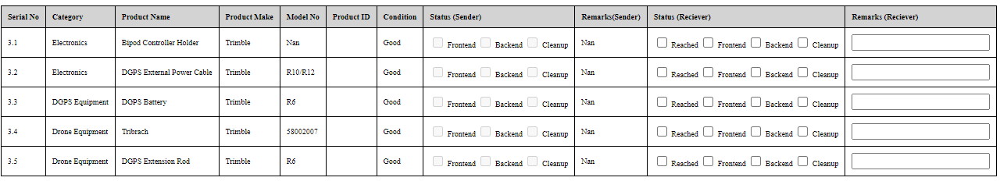 Serial No Category Product Name Product Make Model No Product ID Condition Status (Sender) Remarks(Sender) Status (Reciever) Remarks (Reciever)
3.1 Electronics Bipod Controller Holder Trimble Nan Good Frontend Backend Cleanup Nan Reached Frontend Backend Cleanup
3.2 Electronics DGPS External Power Cable Trimble R10/R12 Good Frontend Backend Cleanup Nan Reached Frontend Backend Cleanup
3.3 DGPS Equipment DGPS Battery Trimble R6 Good Frontend Backend Cleanup Nan Reached Frontend Backend Cleanup
3.4 Drone Equipment Tribrach Trimble 58002007 Good Frontend Backend Cleanup Nan Reached Frontend Backend Cleanup
3.5 Drone Equipment DGPS Extension Rod Trimble R6 Good Frontend Backend Cleanup Nan Reached Frontend Backend Cleanup